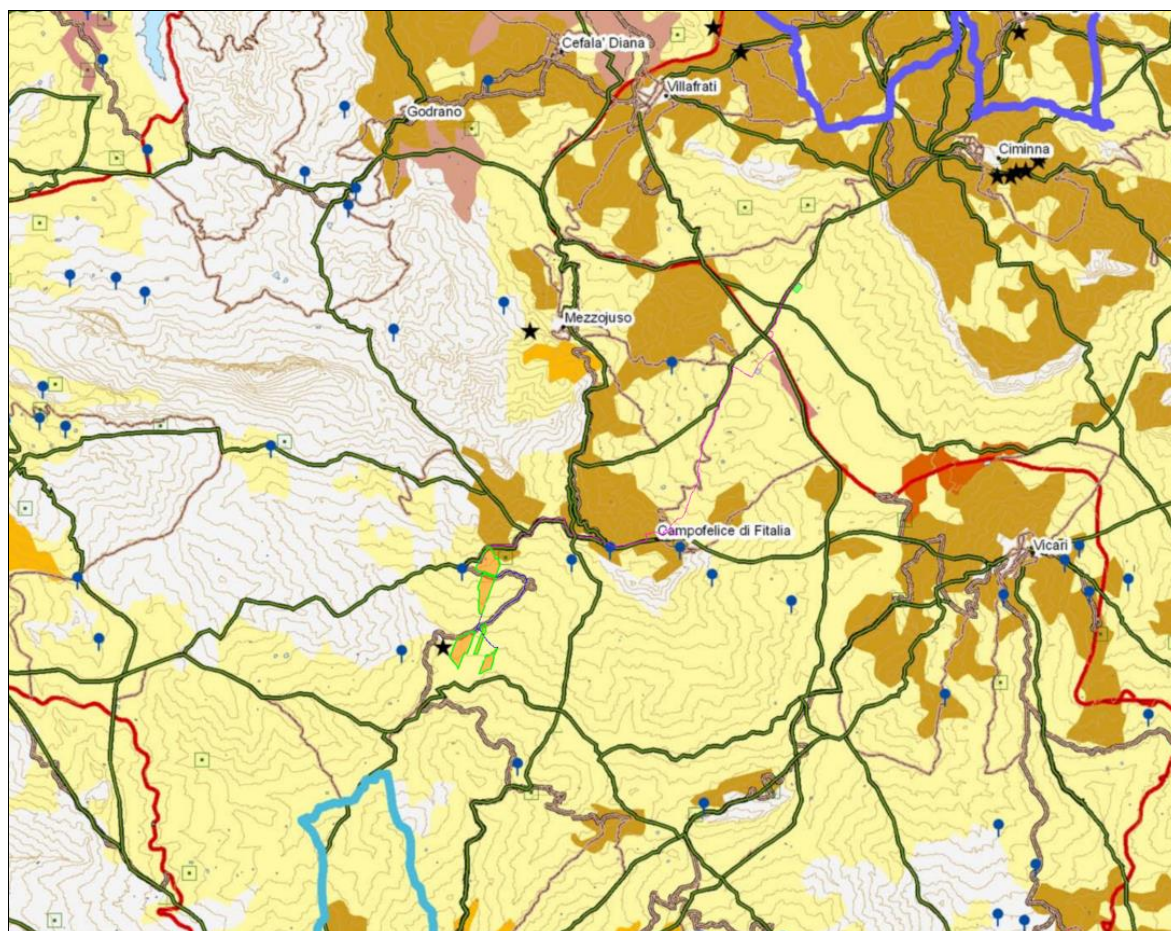 Cefala' Diana
Villafrati
Godrano
Ciminna
Mezzojuso
Campofelice di Fitalia
Vicari